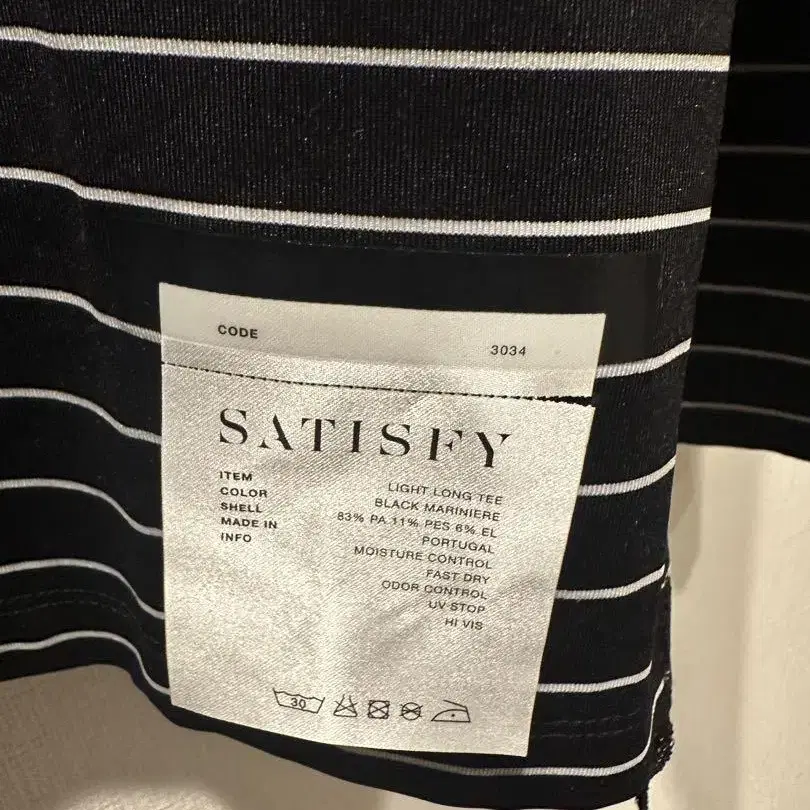 CODE 3034
SATISFY
ITEM LIGHT LONG TEE
COLOR BLACK MARINIERE
SHELL 83% PA 11% PES 6% EL
MADE IN PORTUGAL
INFO MOISTURE CONTROL
FAST DRY
ODOR CONTROL
UV STOP
HI VIS
30